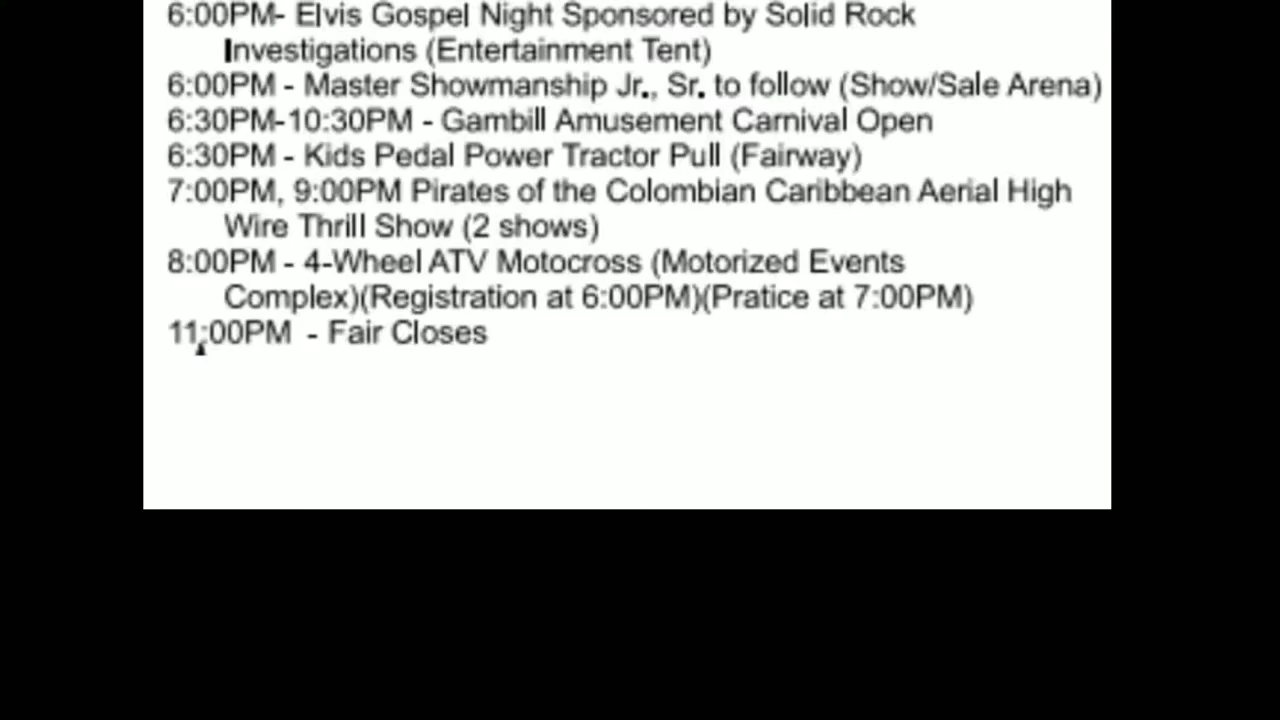 6:00PM- Elvis Gospel Night Sponsored by Solid Rock
Investigations (Entertainment Tent)
6:00PM - Master Showmanship Jr., Sr. to follow (Show/Sale Arena)
6:30PM-10:30PM - Gambill Amusement Carnival Open
6:30PM - Kids Pedal Power Tractor Pull (Fairway)
7:00PM, 9:00PM Pirates of the Colombian Caribbean Aerial High
Wire Thrill Show (2 shows)
8:00PM - 4-Wheel ATV Motocross (Motorized Events
Complex)(Registration at 6:00PM)(Pratice at 7:00PM)
11:00PM - Fair Closes